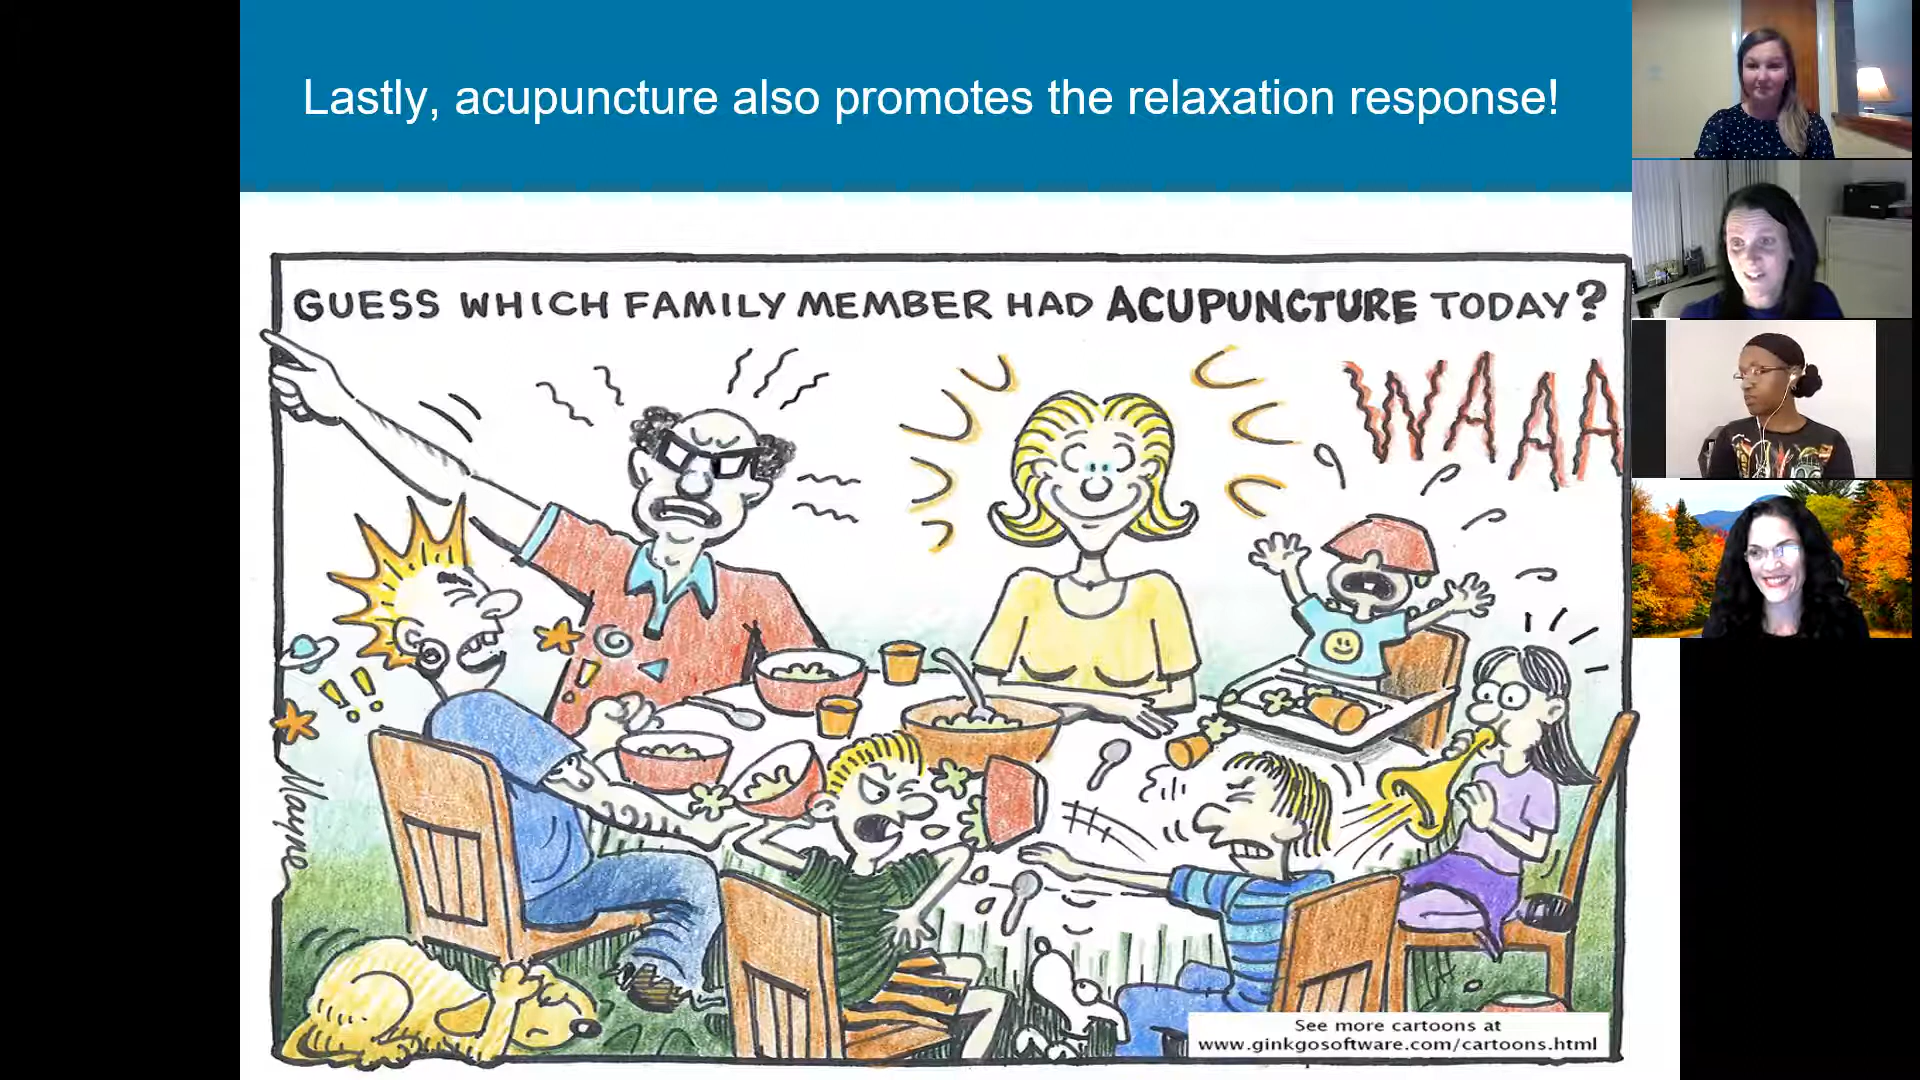 Lastly, acupuncture also promotes the relaxation response!
GUESS WHICH FAMILY MEMBER HAD ACUPUNCTURE TODAY?
WAAA
!!
!
Wayne
See more cartoons at
www.ginkgosoftware.com/cartoons.html